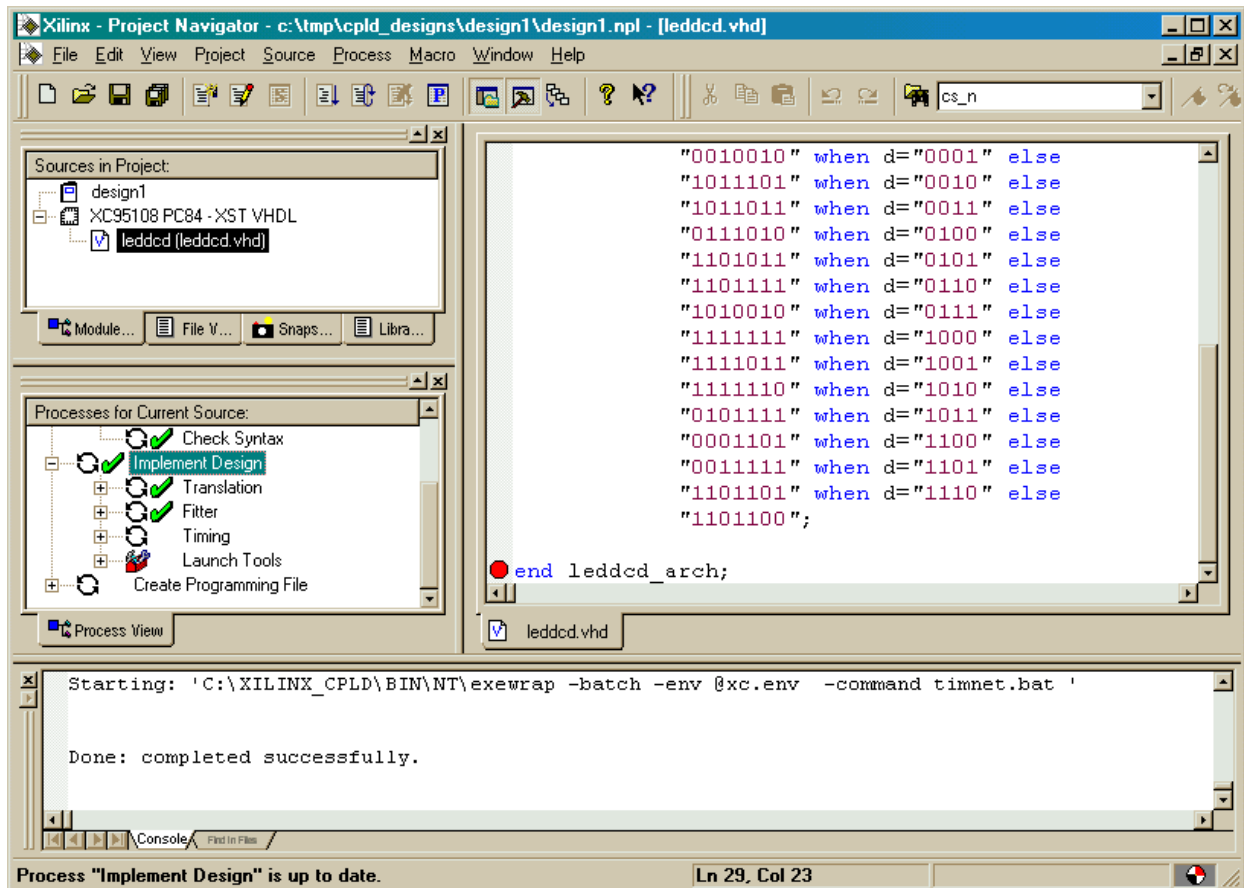 Xilinx - Project Navigator - c:\tmp\cpld_designs\design1\design1.npl - [leddcd.vhd]
File Edit View Project Source Process Macro Window Help
cs_n
Sources in Project:
design1
XC95108 PC84 - XST VHDL
leddcd (leddcd.vhd)
Module... File V... Snaps... Libra...
Processes for Current Source:
Check Syntax
Implement Design
Translation
Fitter
Timing
Launch Tools
Create Programming File
Process View
"0010010" when d="0001" else
"1011101" when d="0010" else
"1011011" when d="0011" else
"0111010" when d="0100" else
"1101011" when d="0101" else
"1101111" when d="0110" else
"1010010" when d="0111" else
"1111111" when d="1000" else
"1111011" when d="1001" else
"1111110" when d="1010" else
"0101111" when d="1011" else
"0001101" when d="1100" else
"0011111" when d="1101" else
"1101101" when d="1110" else
"1101100";
end leddcd_arch;
leddcd.vhd
Starting: 'C:\XILINX_CPLD\BIN\NT\exewrap -batch -env @xc.env  -command timnet.bat '
Done: completed successfully.
Console Find in Files
Process "Implement Design" is up to date.
Ln 29, Col 23